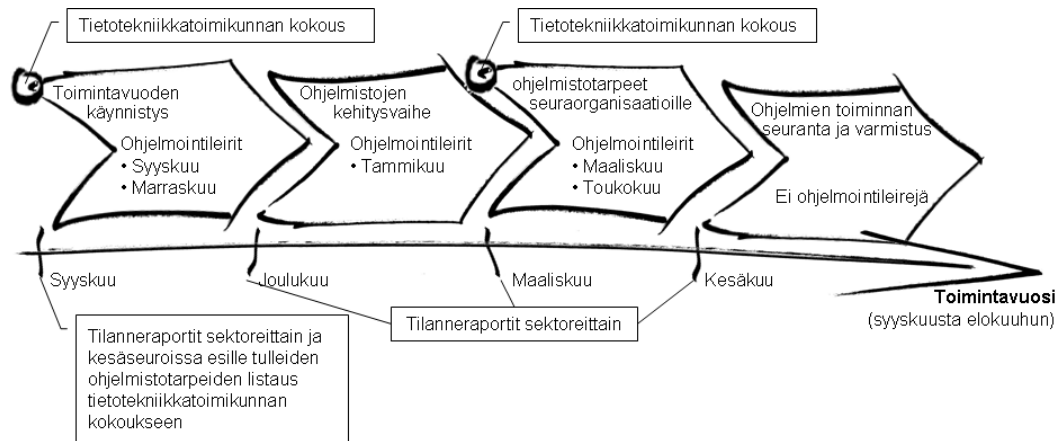 Tietotekniikkatoimikunnan kokous
Tietotekniikkatoimikunnan kokous
Toimintavuoden
käynnistys
Ohjelmointileirit
• Syyskuu
• Marraskuu
Ohjelmistojen
kehitysvaihe
Ohjelmointileirit
• Tammikuu
ohjelmistotarpeet
seuraorganisaatioille
Ohjelmointileirit
• Maaliskuu
• Toukokuu
Ohjelmien toiminnan
seuranta ja varmistus
Ei ohjelmointileirejä
Syyskuu
Joulukuu
Maaliskuu
Kesäkuu
Toimintavuosi
(syyskuusta elokuuhun)
Tilanneraportit sektoreittain
Tilanneraportit sektoreittain ja
kesäseuroissa esille tulleiden
ohjelmistotarpeiden listaus
tietotekniikkatoimikunnan
kokoukseen